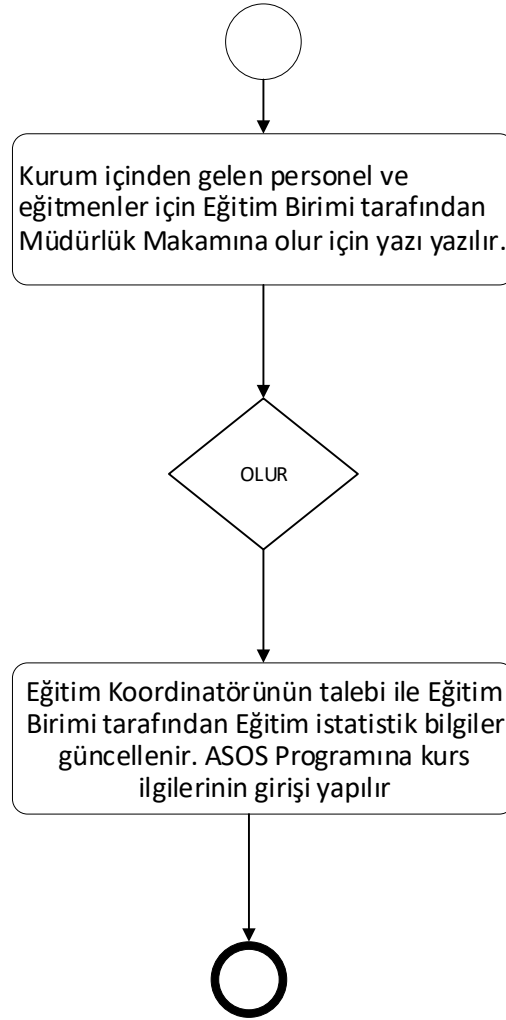 Kurum içinden gelen personel ve
eğitmenler için Eğitim Birimi tarafından
Müdürlük Makamına olur için yazı yazılır.
OLUR
Eğitim Koordinatörünün talebi ile Eğitim
Birimi tarafından Eğitim istatistik bilgiler
güncellenir. ASOS Programına kurs
ilgilerinin girişi yapılır